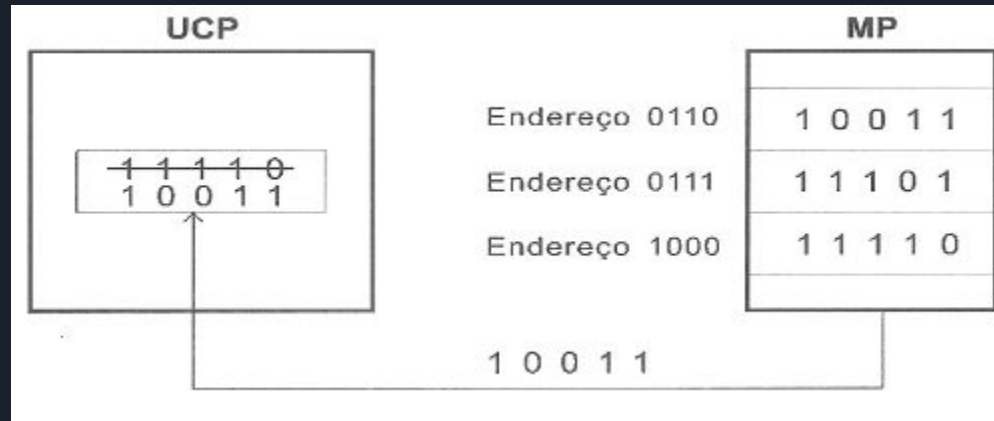 UCP
MP
Endereço 0110
1 0 0 1 1
1 1 1 1 0
1 0 0 1 1
Endereço 0111
1 1 1 0 1
Endereço 1000
1 1 1 1 0
1 0 0 1 1